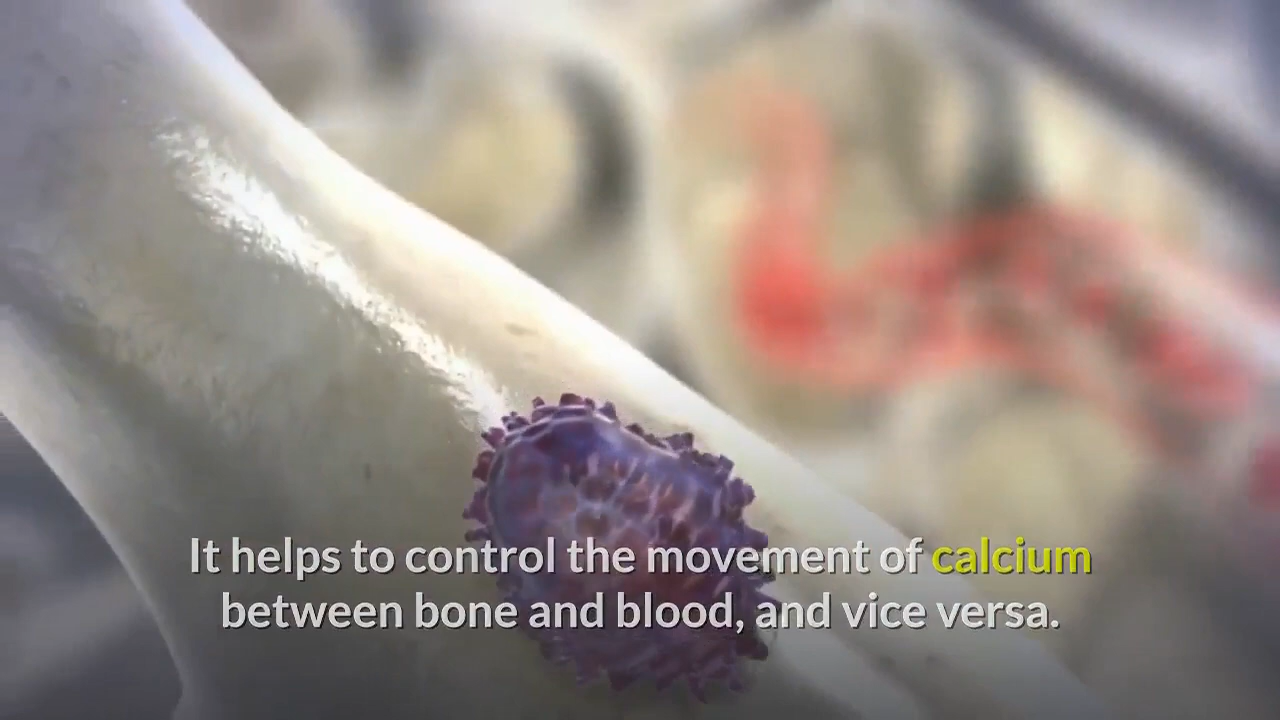 It helps to control the movement of calcium
between bone and blood, and vice versa.